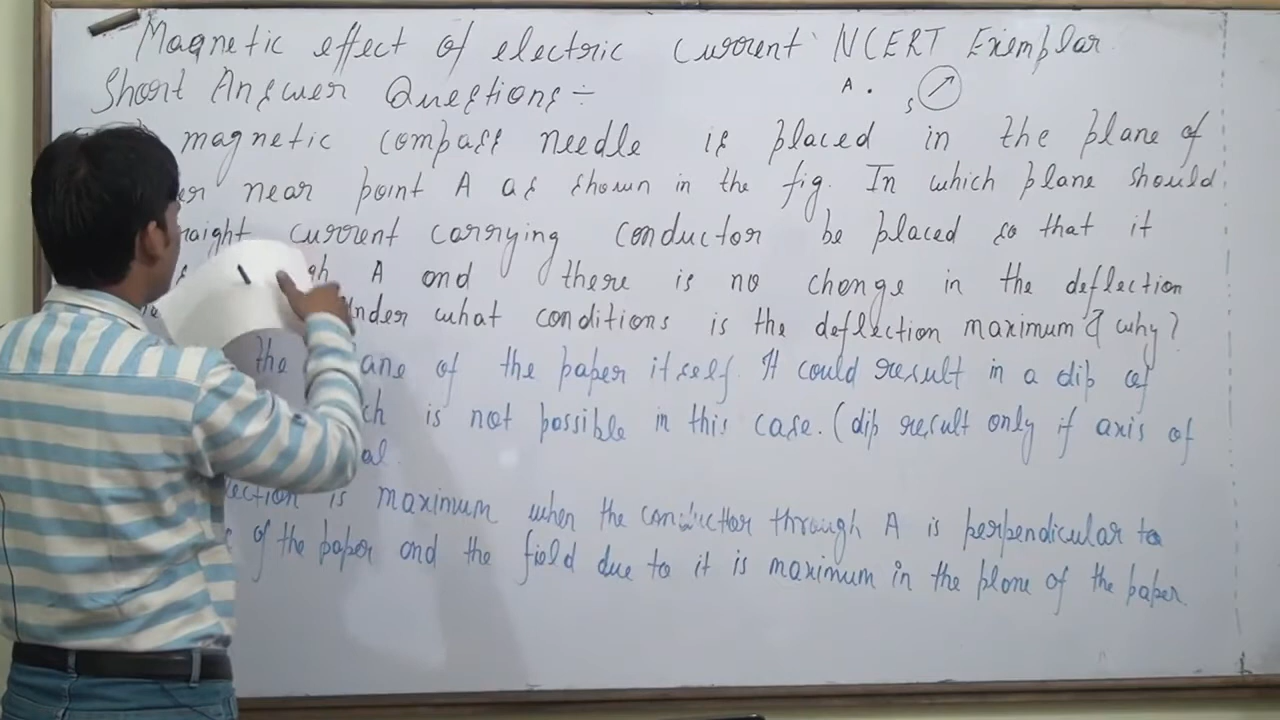 Magnetic effect of electric current NCERT Exemplar
Short Answer Questions :-
A .
S
magnetic compass needle is placed in the plane of
near point A as shown in the fig. In which plane should
current carrying conductor be placed so that it
A and there is no change in the deflection
under what conditions is the deflection maximum & why?
the plane of the paper itself. It could result in a dip of
is not possible in this case. (dip result only if axis of
is maximum when the conductor through A is perpendicular to
of the paper and the field due to it is maximum in the plane of the paper.